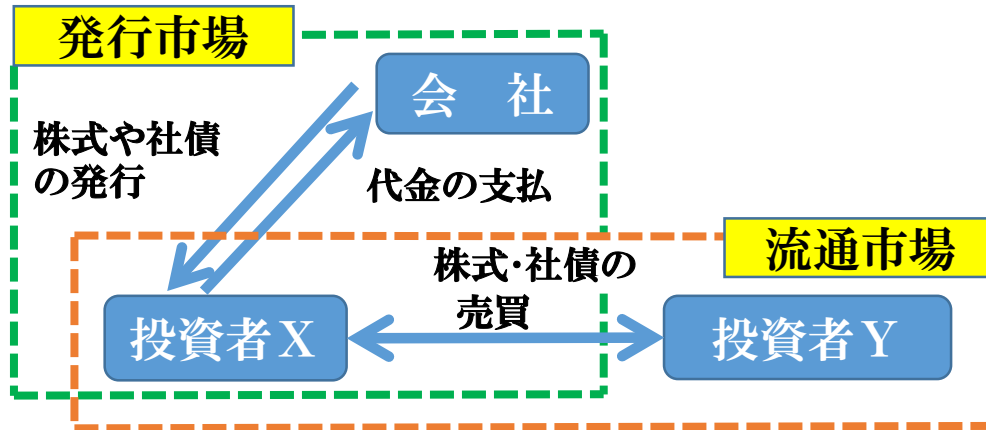 発行市場
会　社
株式や社債
の発行
代金の支払
流通市場
株式・社債の
売買
投資者Ｘ
投資者Ｙ